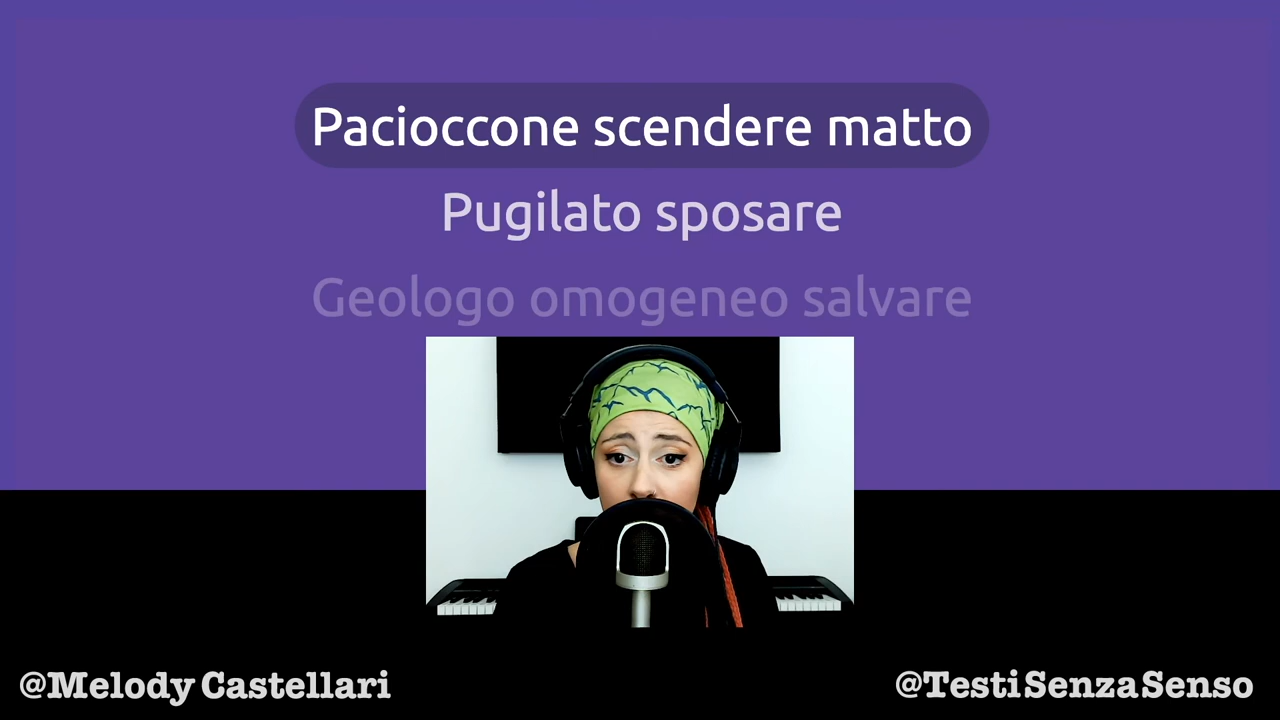 Pacioccone scendere matto
Pugilato sposare
Geologo omogeneo salvare
@Melody Castellari
@TestiSenzaSenso